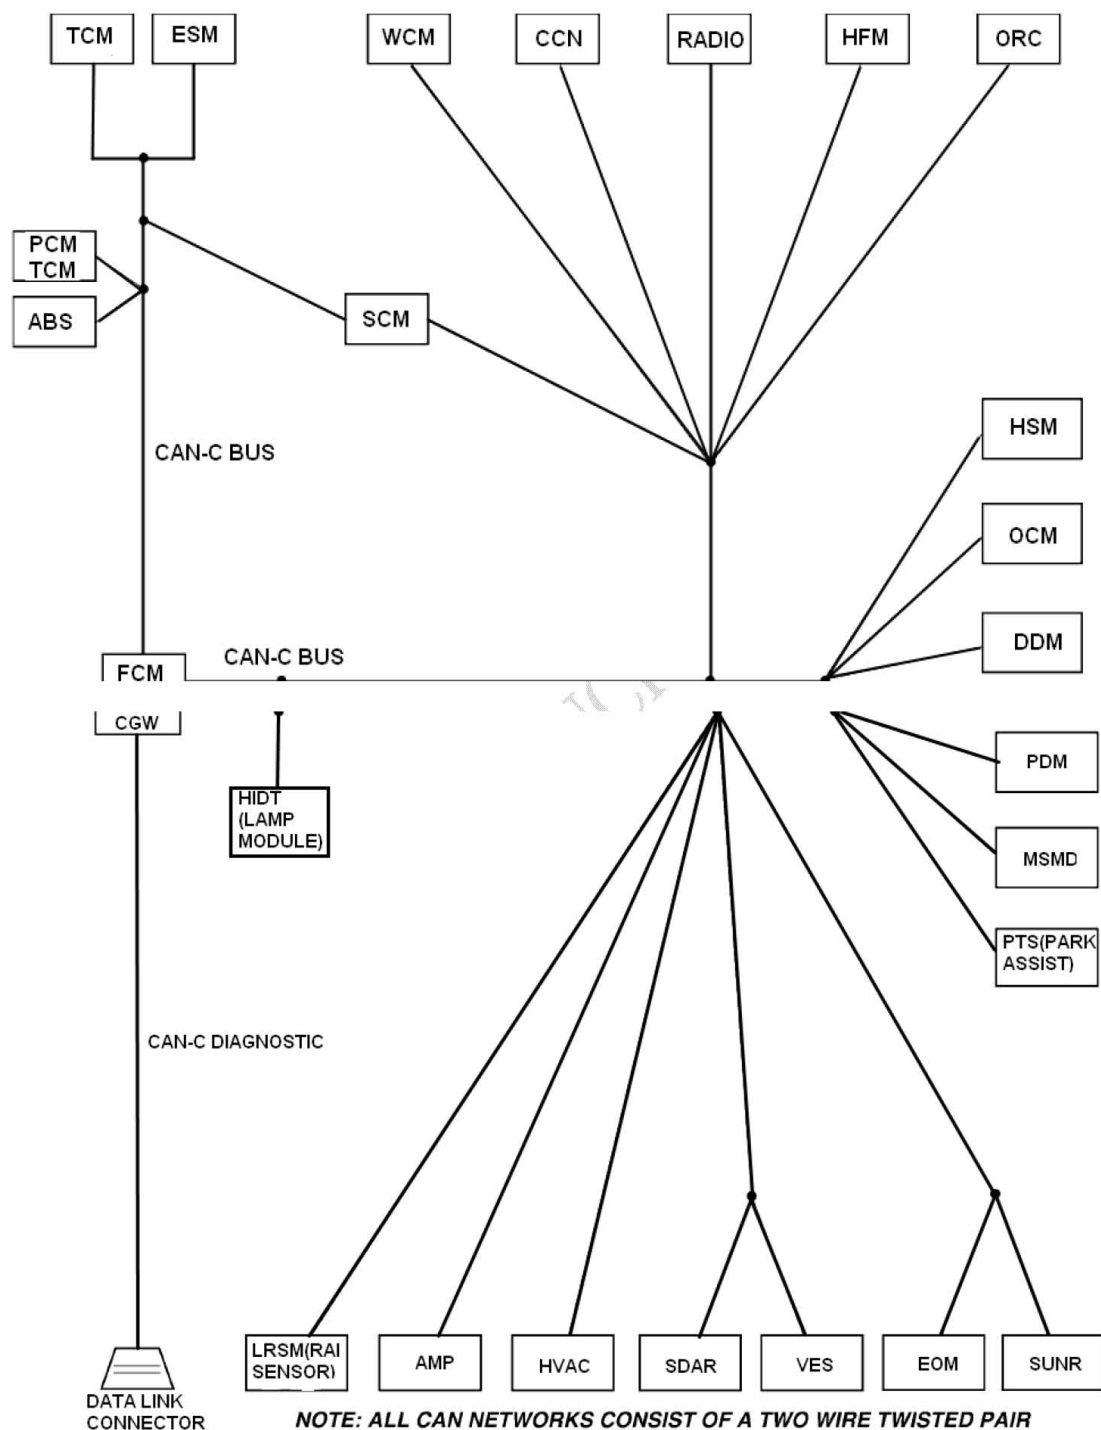 TCM
ESM
WCM
CCN
RADIO
HFM
ORC
PCM
TCM
ABS
SCM
HSM
CAN-C BUS
OCM
DDM
CAN-C BUS
FCM
CGW
PDM
HIDT
(LAMP
MODULE)
MSMD
PTS(PARK
ASSIST)
CAN-C DIAGNOSTIC
LRSM(RAI
SENSOR)
AMP
HVAC
SDAR
VES
EOM
SUNR
DATA LINK
CONNECTOR
NOTE: ALL CAN NETWORKS CONSIST OF A TWO WIRE TWISTED PAIR